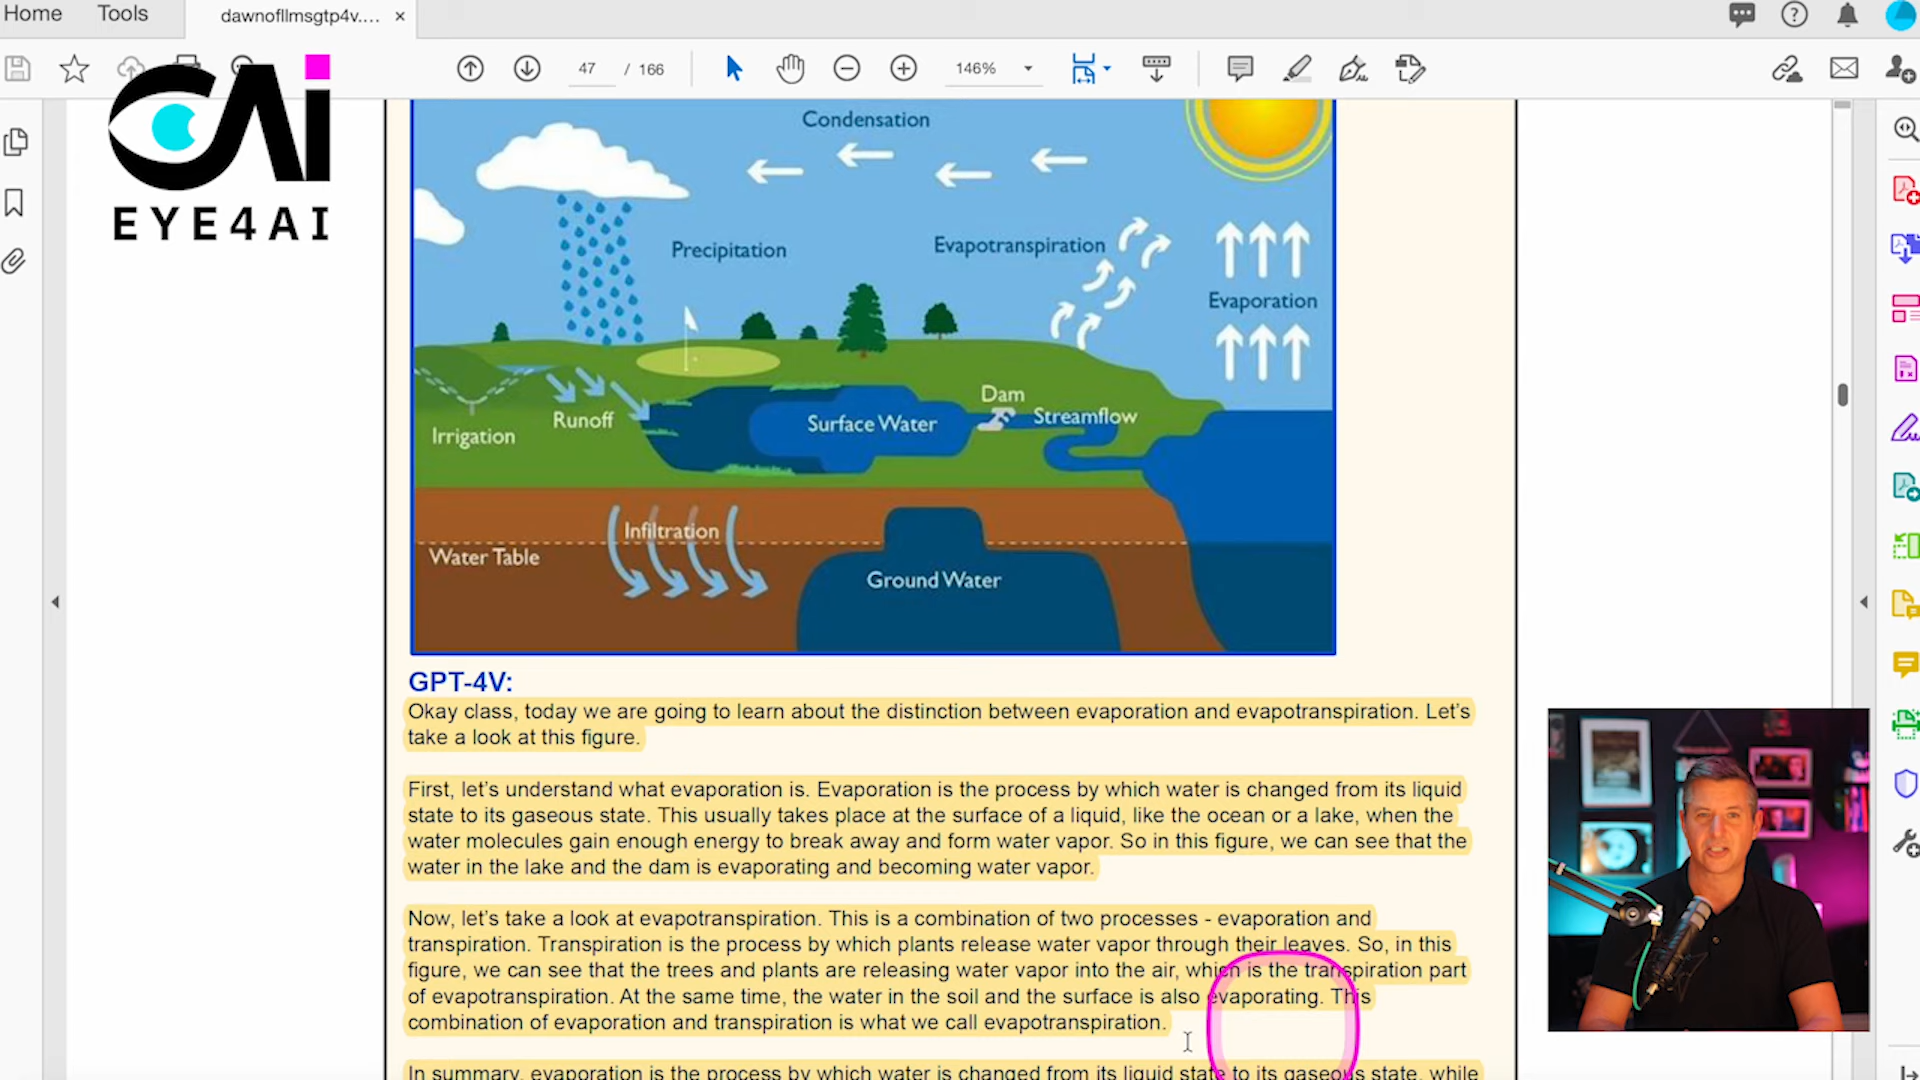 Home
Tools
dawnofllmsgtp4v.... ×
47 / 166
146%
CAi
EYE4AI
Condensation
Precipitation
Evapotranspiration
Evaporation
Dam
Streamflow
Surface Water
Runoff
Irrigation
Infiltration
Water Table
Ground Water
GPT-4V:
Okay class, today we are going to learn about the distinction between evaporation and evapotranspiration. Let's
take a look at this figure.
First, let's understand what evaporation is. Evaporation is the process by which water is changed from its liquid
state to its gaseous state. This usually takes place at the surface of a liquid, like the ocean or a lake, when the
water molecules gain enough energy to break away and form water vapor. So in this figure, we can see that the
water in the lake and the dam is evaporating and becoming water vapor.
Now, let's take a look at evapotranspiration. This is a combination of two processes - evaporation and
transpiration. Transpiration is the process by which plants release water vapor through their leaves. So, in this
figure, we can see that the trees and plants are releasing water vapor into the air, which is the transpiration part
of evapotranspiration. At the same time, the water in the soil and the surface is also evaporating. This
combination of evaporation and transpiration is what we call evapotranspiration.
In summary, evaporation is the process by which water is changed from its liquid state to its gaseous state, while